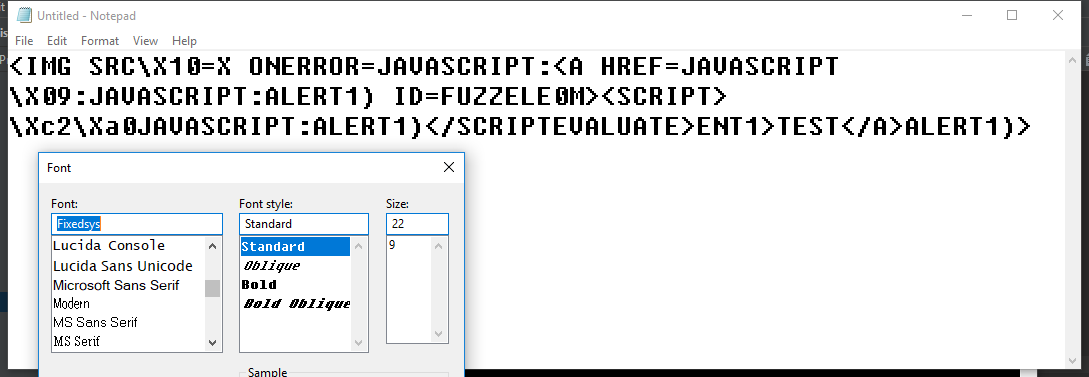 Untitled - Notepad
File Edit Format View Help
<IMG SRC\X10=X ONERROR=JAVASCRIPT:<A HREF=JAVASCRIPT
\X09:JAVASCRIPT:ALERT1) ID=FUZZELE0M><SCRIPT>
\Xc2\Xa0JAVASCRIPT:ALERT1)</SCRIPTEVALUATE>ENT1>TEST</A>ALERT1)>
Font
Font: Font style: Size:
Fixedsys Standard 22
Lucida Console Standard 9
Lucida Sans Unicode Oblique
Microsoft Sans Serif Bold
Modern Bold Oblique
MS Sans Serif
MS Serif
Sample